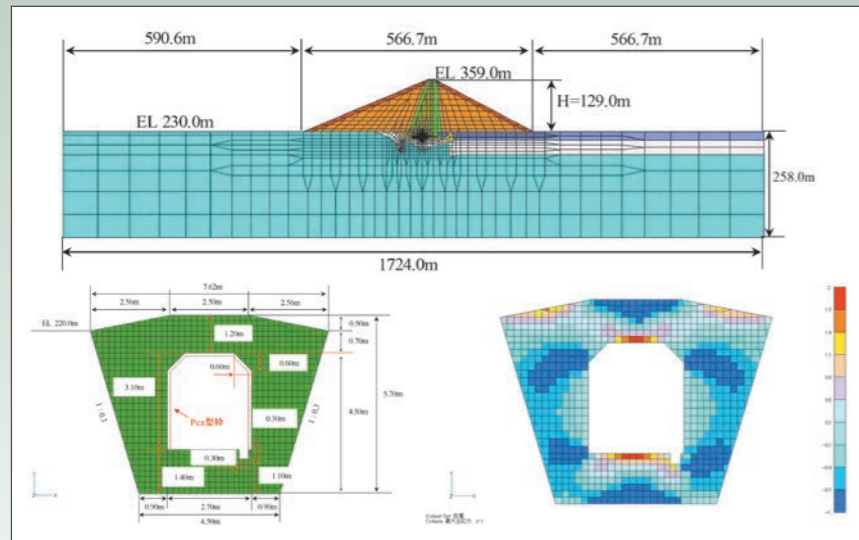 590.6m
566.7m
566.7m
EL 359.0m
H=129.0m
EL 230.0m
258.0m
1724.0m
7.62m
2.56m
2.50m
2.56m
EL 220.0m
1.20m
0.50m
0.70m
0.60m
0.60m
3.10m
5.70m
4.50m
1:0.3
1:0.3
Pca型枠
0.30m
0.30m
1.40m
1.10m
0.90m
2.70m
0.90m
4.50m